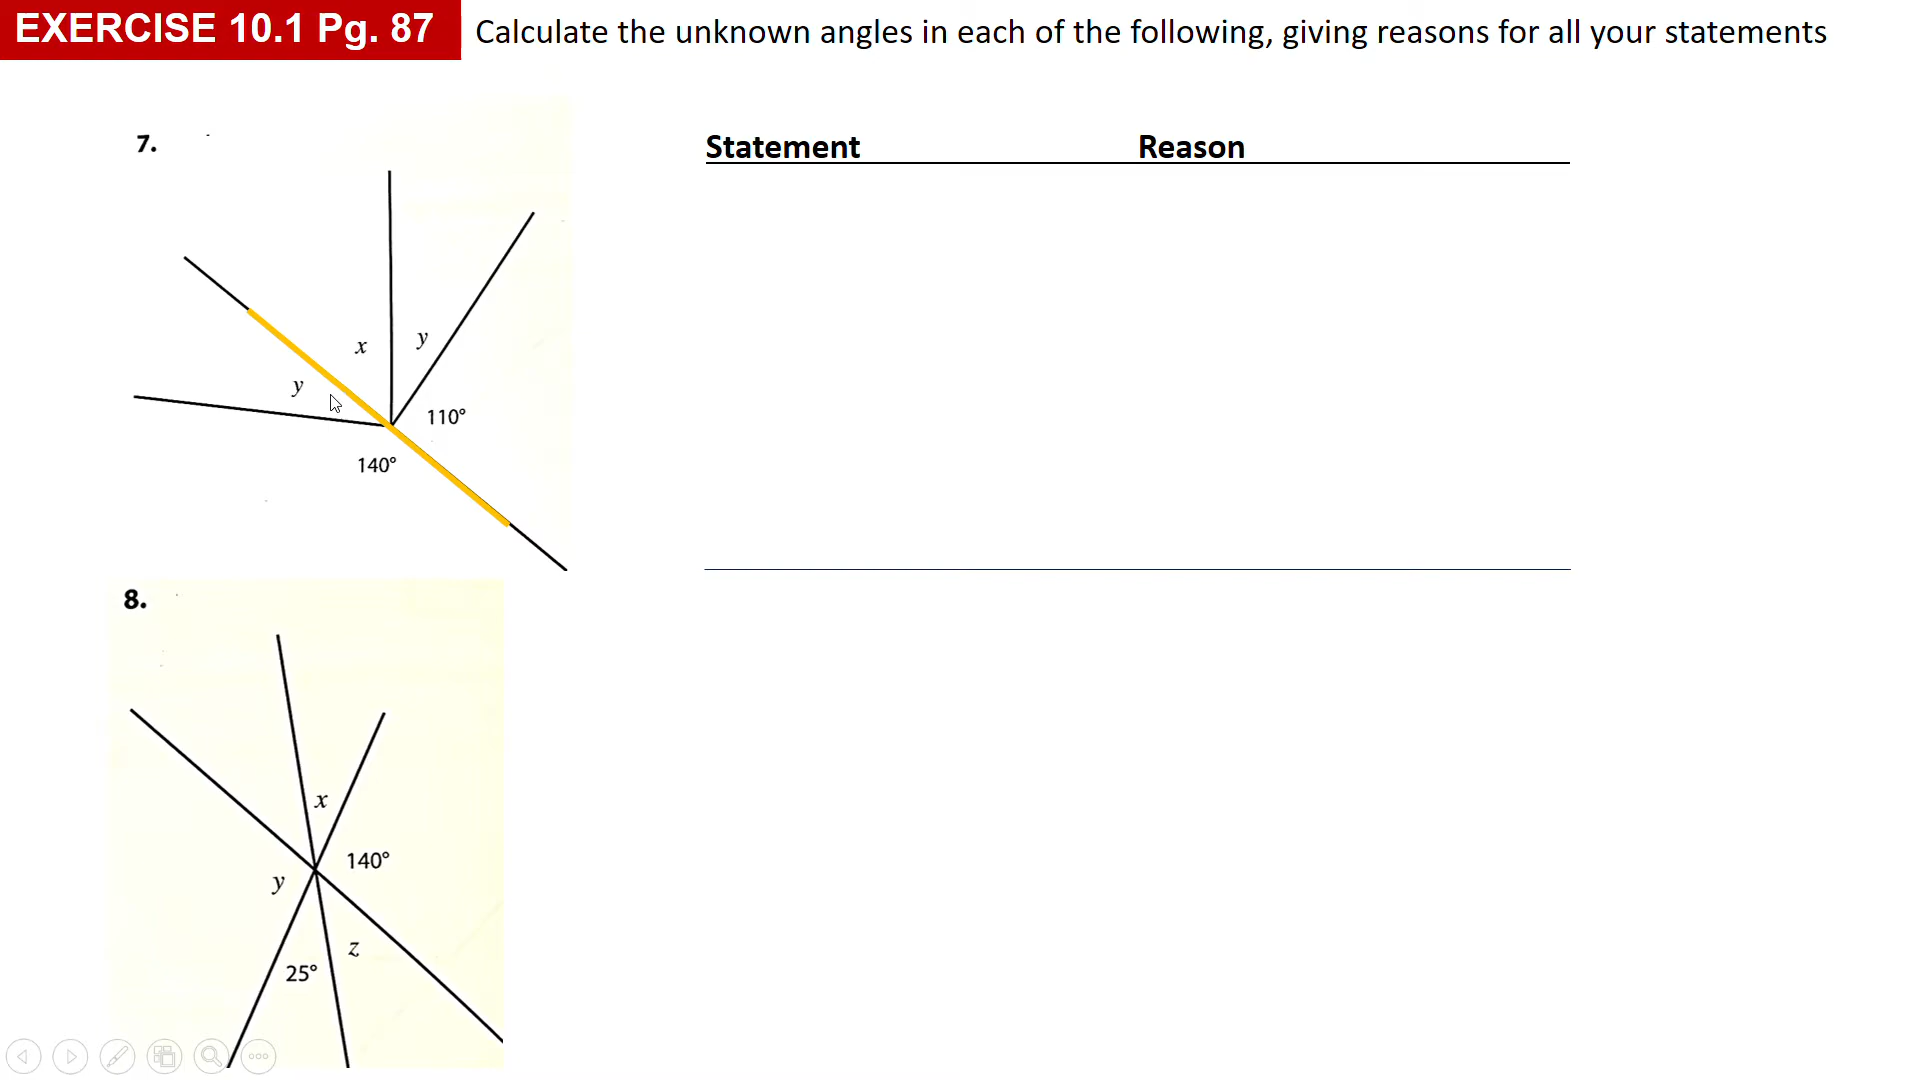 EXERCISE 10.1 Pg. 87
Calculate the unknown angles in each of the following, giving reasons for all your statements
7.
Statement Reason
x y
y
110°
140°
8.
x
140°
y
z
25°